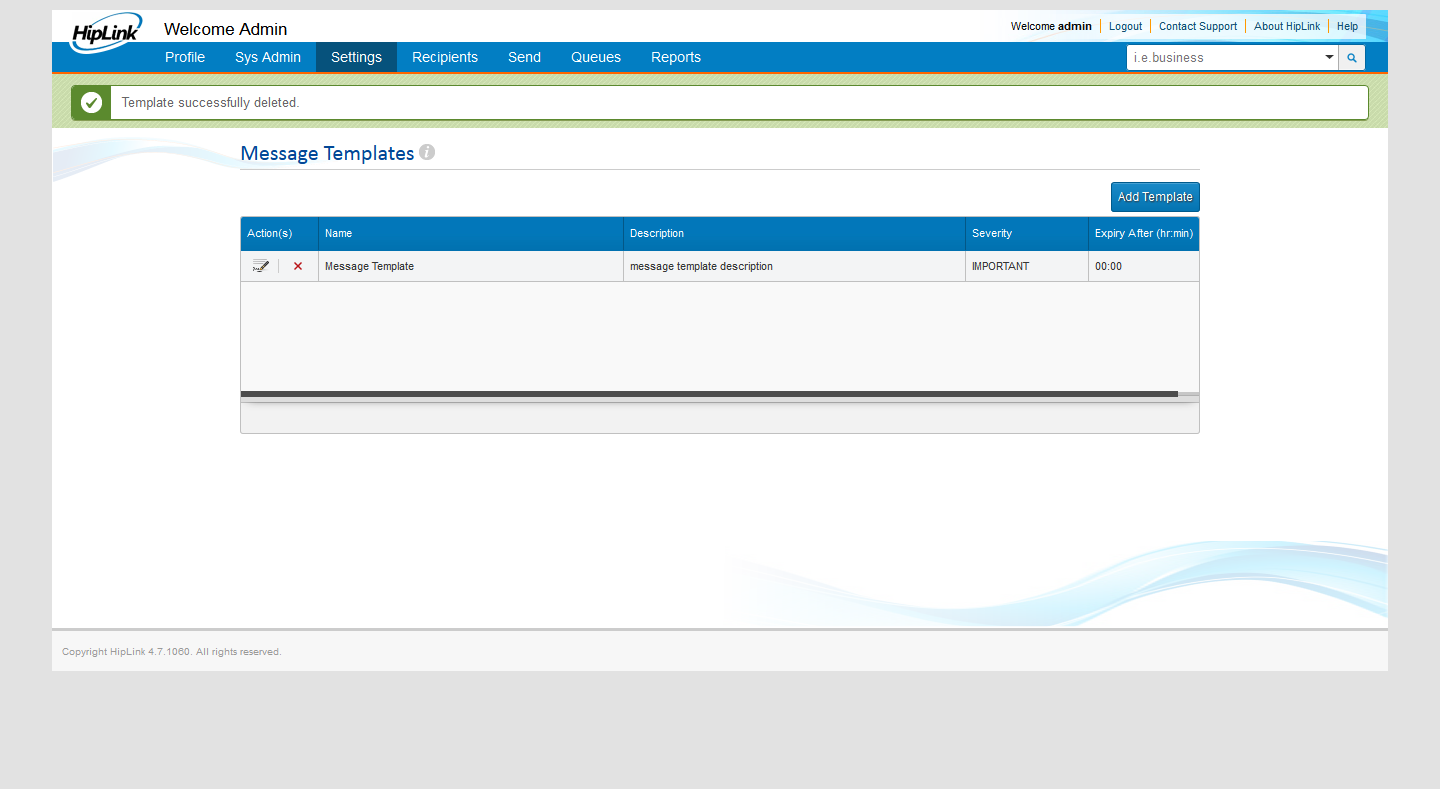 HipLink
Welcome Admin
Welcome admin Logout Contact Support About HipLink Help
Profile Sys Admin Settings Recipients Send Queues Reports
i.e.business
Template successfully deleted.
Message Templates i
Add Template
Action(s) Name Description Severity Expiry After (hr:min)
Message Template message template description IMPORTANT 00:00
Copyright HipLink 4.7.1060. All rights reserved.